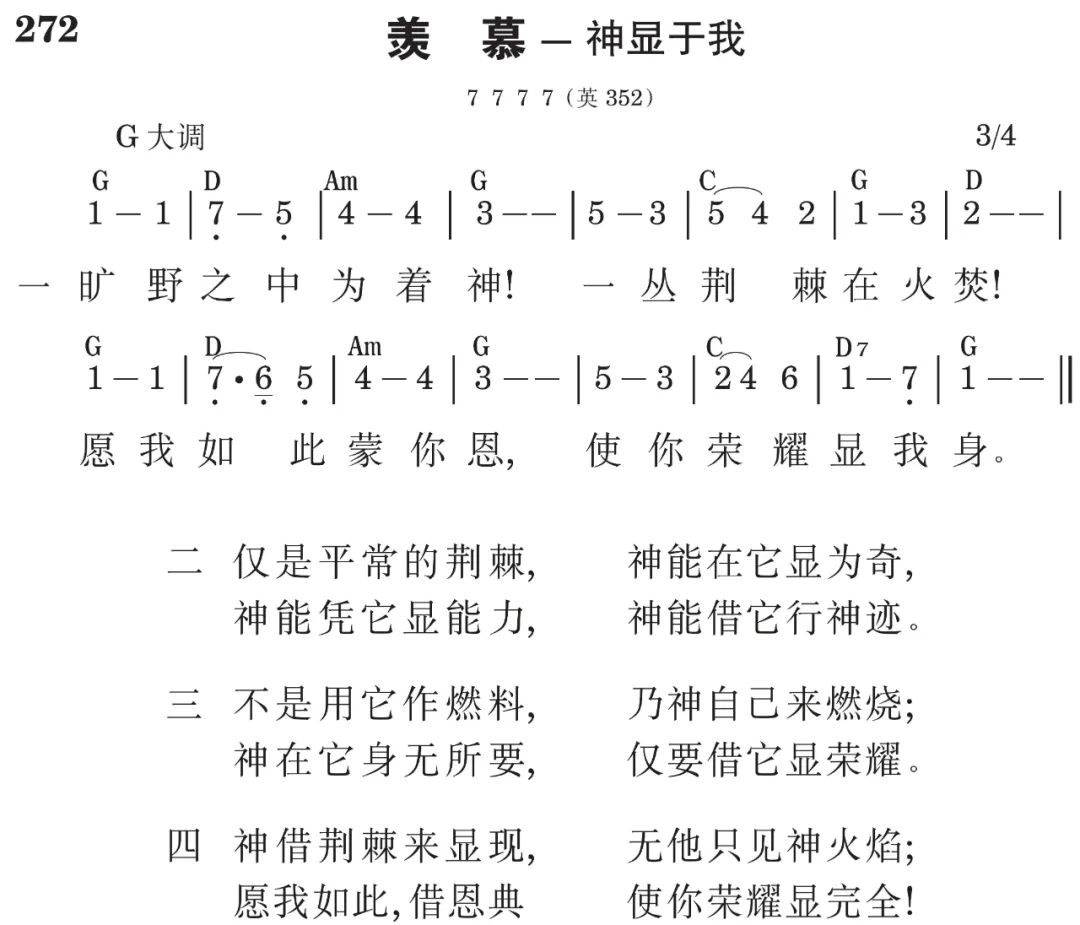 272
羡 慕 — 神显于我
7 7 7 7（英 352）
G 大调 3/4
G D Am G C G D
1 – 1 | 7̣ – 5̣ | 4 – 4 | 3 – – | 5 – 3 | 5 4 2 | 1 – 3 | 2 – – |
一 旷 野 之 中 为 着 神! 一 丛 荆 棘 在 火 焚!
G D Am G C D7 G
1 – 1 | 7̣ • 6̣ 5̣ | 4 – 4 | 3 – – | 5 – 3 | 2 4 6 | 1 – 7̣ | 1 – – ‖
愿 我 如 此 蒙 你 恩, 使 你 荣 耀 显 我 身。
二 仅是平常的荆棘, 神能在它显为奇,
神能凭它显能力, 神能借它行神迹。
三 不是用它作燃料, 乃神自己来燃烧;
神在它身无所要, 仅要借它显荣耀。
四 神借荆棘来显现, 无他只见神火焰;
愿我如此,借恩典 使你荣耀显完全!